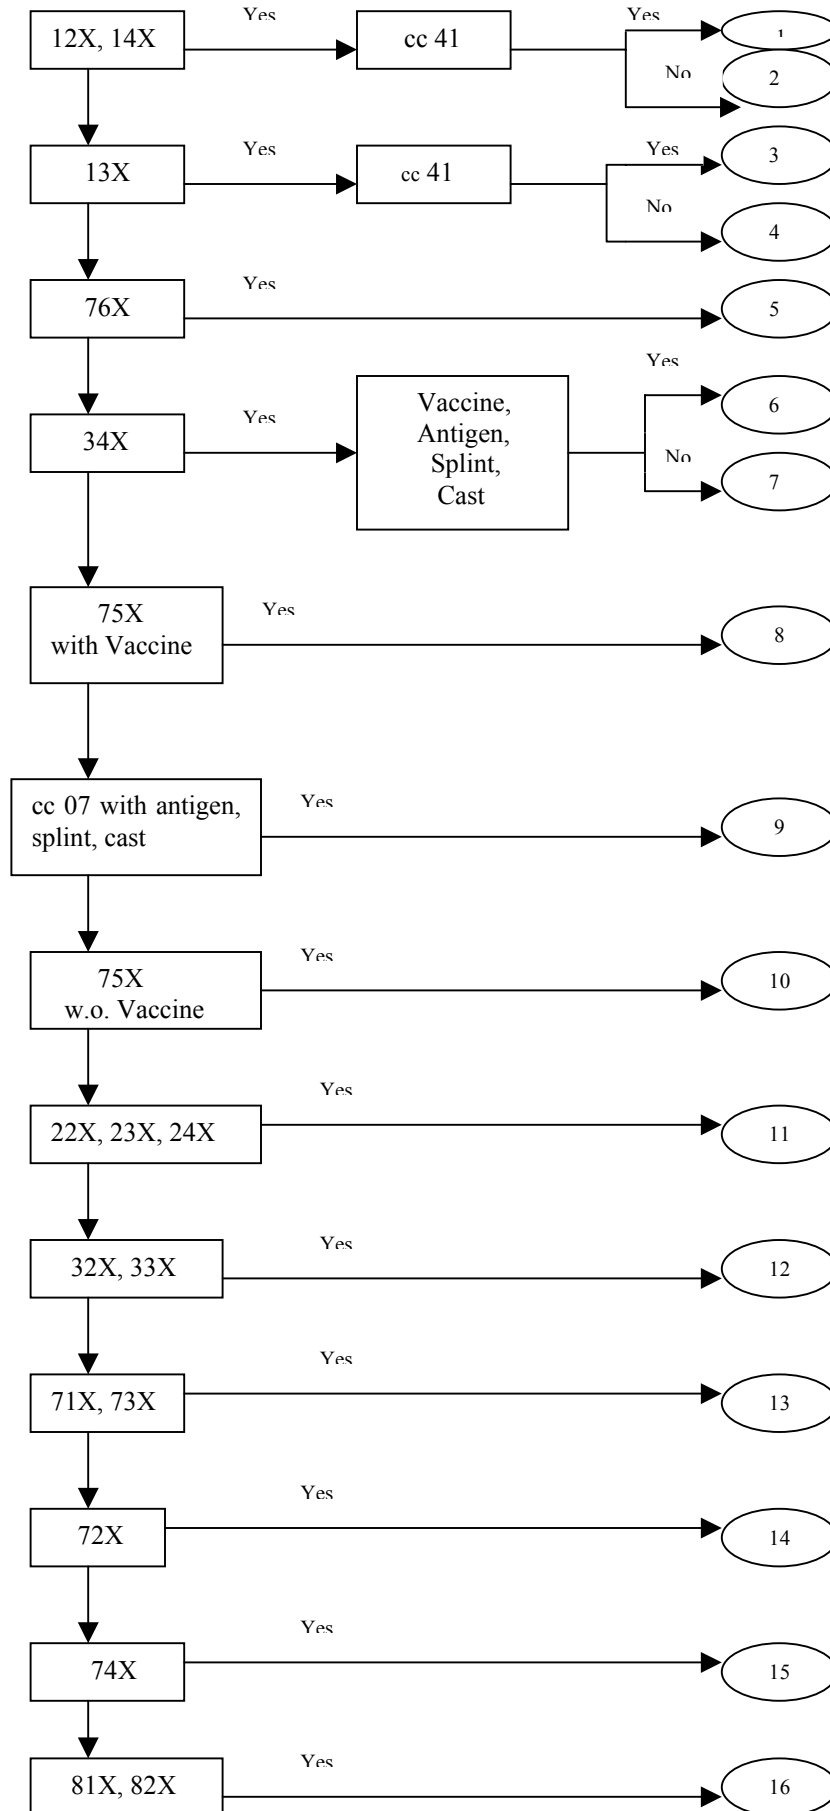 Yes
Yes
12X, 14X
cc 41
1
No
2
13X
Yes
cc 41
Yes
3
No
4
76X
Yes
5
34X
Yes
Vaccine,
Antigen,
Splint,
Cast
Yes
6
No
7
75X
with Vaccine
Yes
8
cc 07 with antigen,
splint, cast
Yes
9
75X
w.o. Vaccine
Yes
10
22X, 23X, 24X
Yes
11
32X, 33X
Yes
12
71X, 73X
Yes
13
72X
Yes
14
74X
Yes
15
81X, 82X
Yes
16